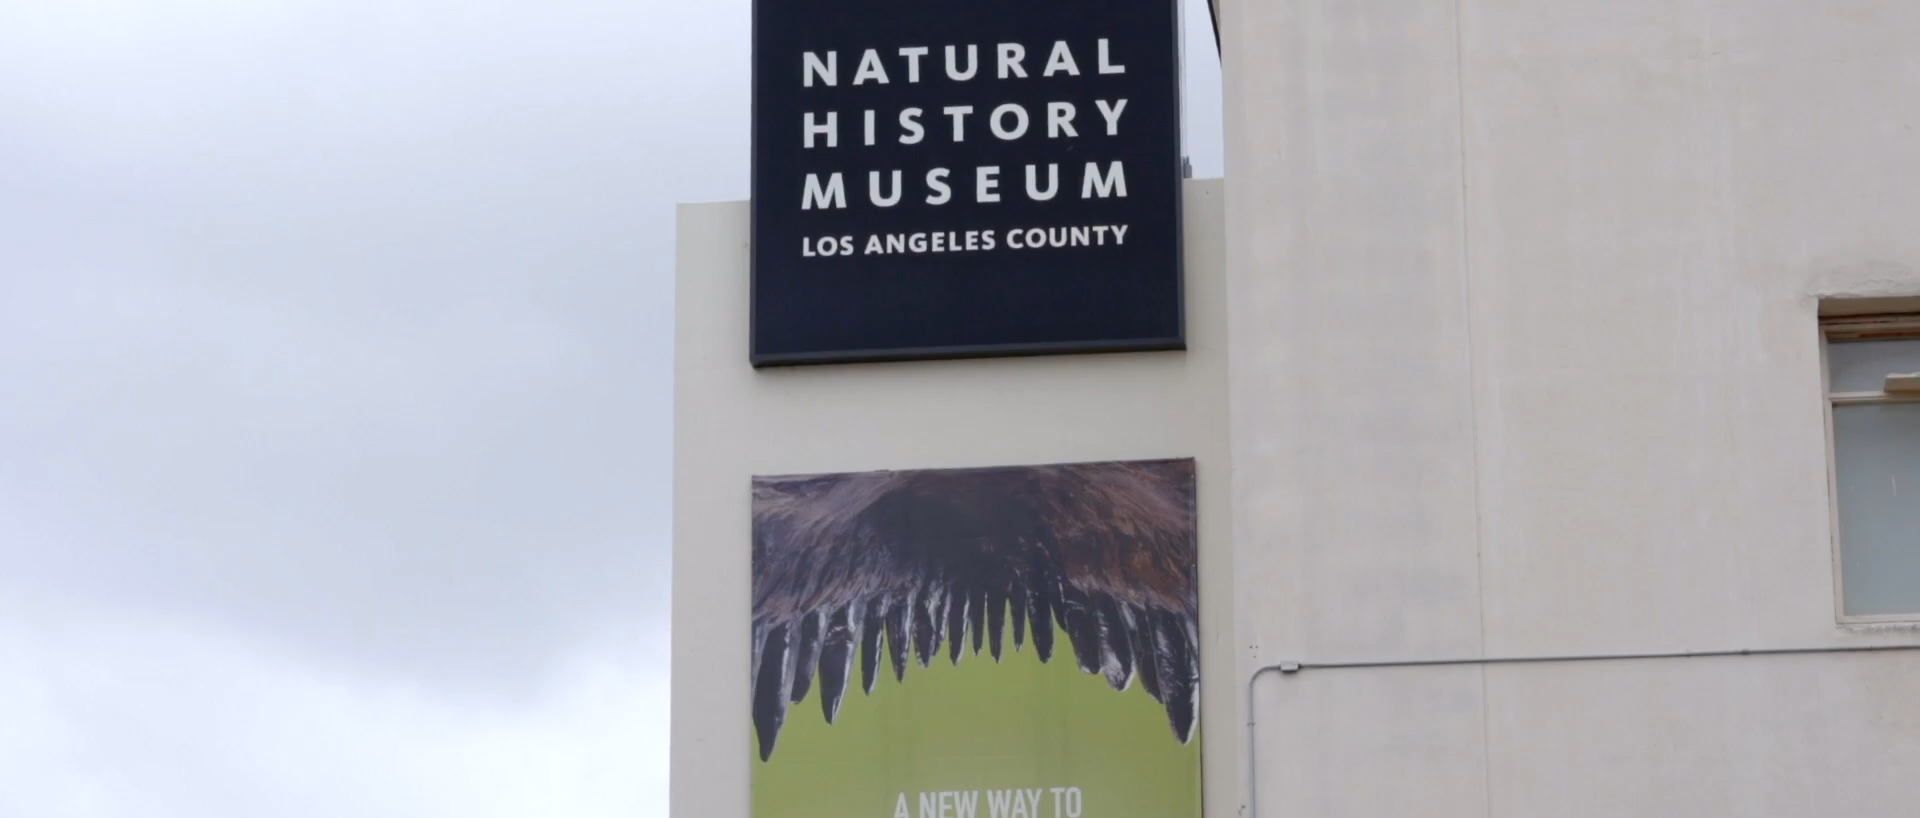 NATURAL
HISTORY
MUSEUM
LOS ANGELES COUNTY
A NEW WAY TO